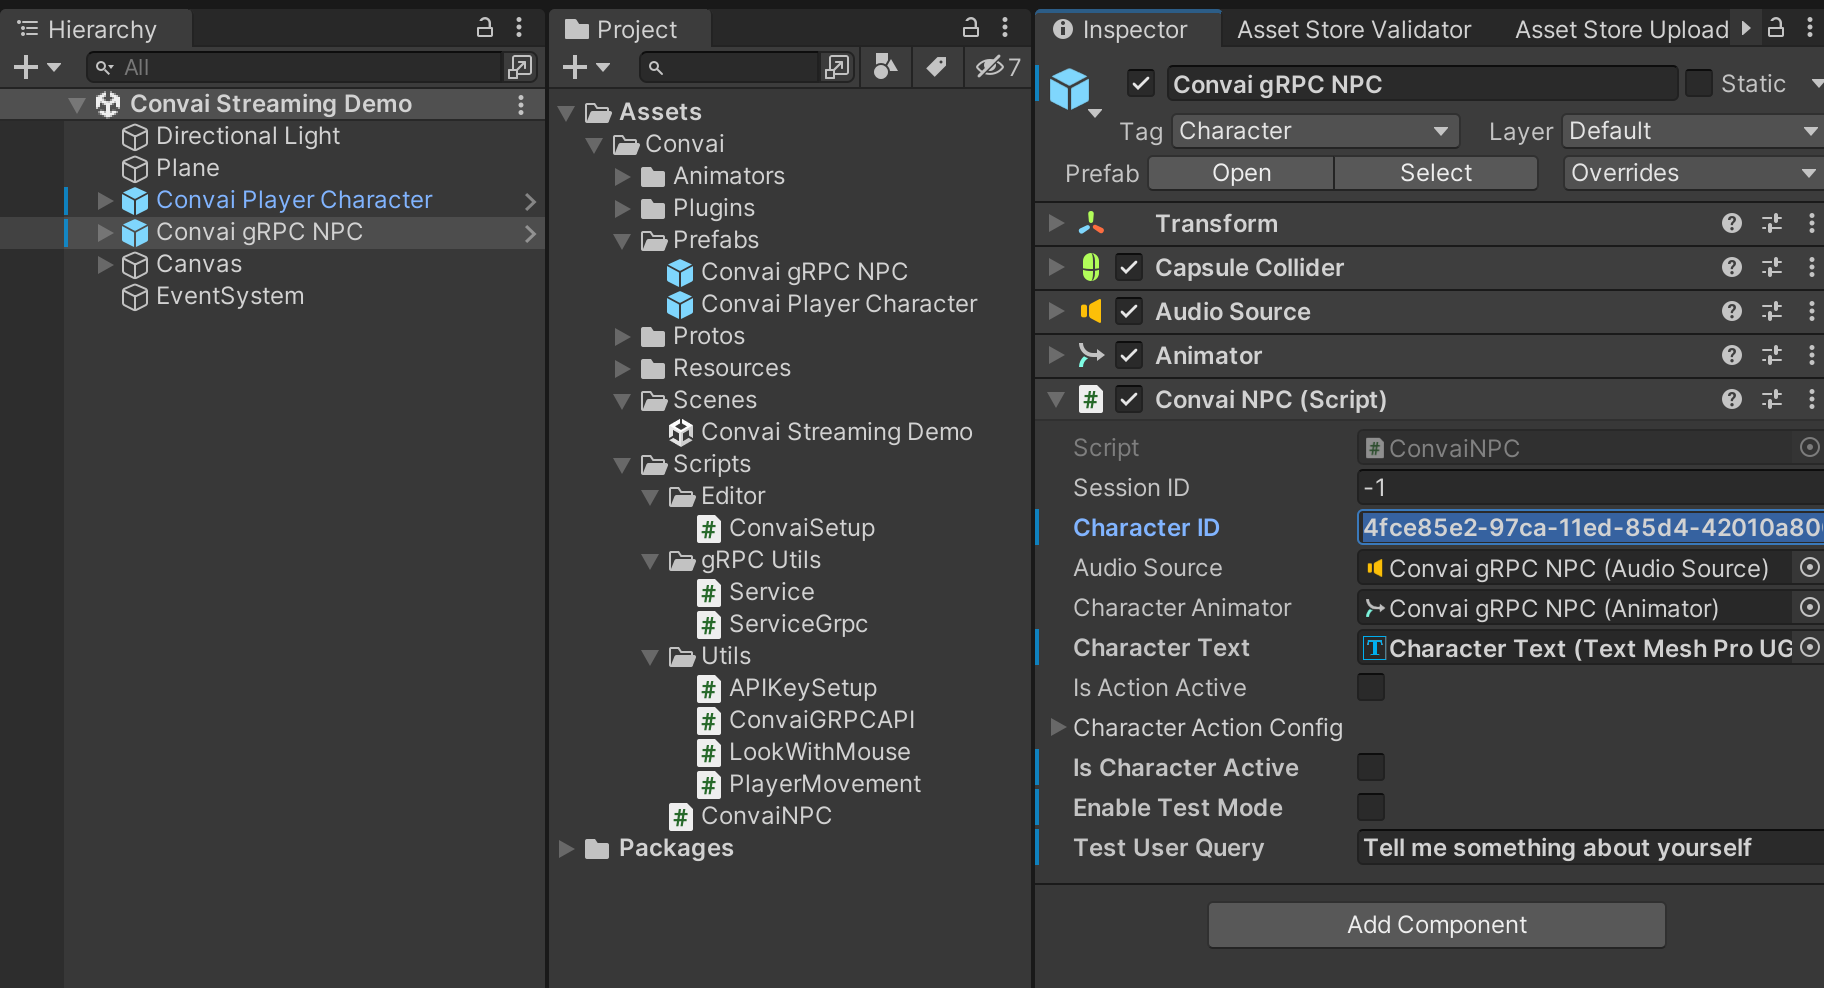 Hierarchy
All
Convai Streaming Demo
Directional Light
Plane
Convai Player Character
Convai gRPC NPC
Canvas
EventSystem
Project
7
Assets
Convai
Animators
Plugins
Prefabs
Convai gRPC NPC
Convai Player Character
Protos
Resources
Scenes
Convai Streaming Demo
Scripts
Editor
ConvaiSetup
gRPC Utils
Service
ServiceGrpc
Utils
APIKeySetup
ConvaiGRPCAPI
LookWithMouse
PlayerMovement
ConvaiNPC
Packages
Inspector Asset Store Validator Asset Store Upload
Convai gRPC NPC Static
Tag Character Layer Default
Prefab Open Select Overrides
Transform
Capsule Collider
Audio Source
Animator
Convai NPC (Script)
Script ConvaiNPC
Session ID -1
Character ID 4fce85e2-97ca-11ed-85d4-42010a80
Audio Source Convai gRPC NPC (Audio Source)
Character Animator Convai gRPC NPC (Animator)
Character Text Character Text (Text Mesh Pro UG
Is Action Active
Character Action Config
Is Character Active
Enable Test Mode
Test User Query Tell me something about yourself
Add Component